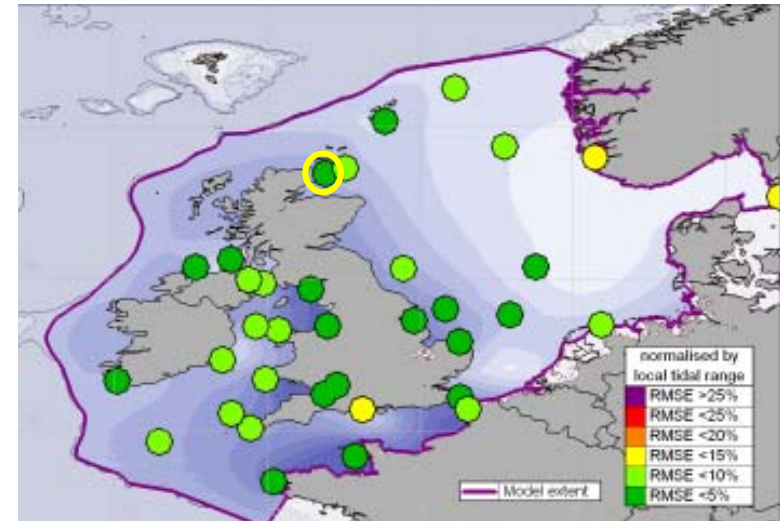 normalised by
local tidal range
RMSE >25%
RMSE <25%
RMSE <20%
RMSE <15%
RMSE <10%
RMSE <5%
Model extent